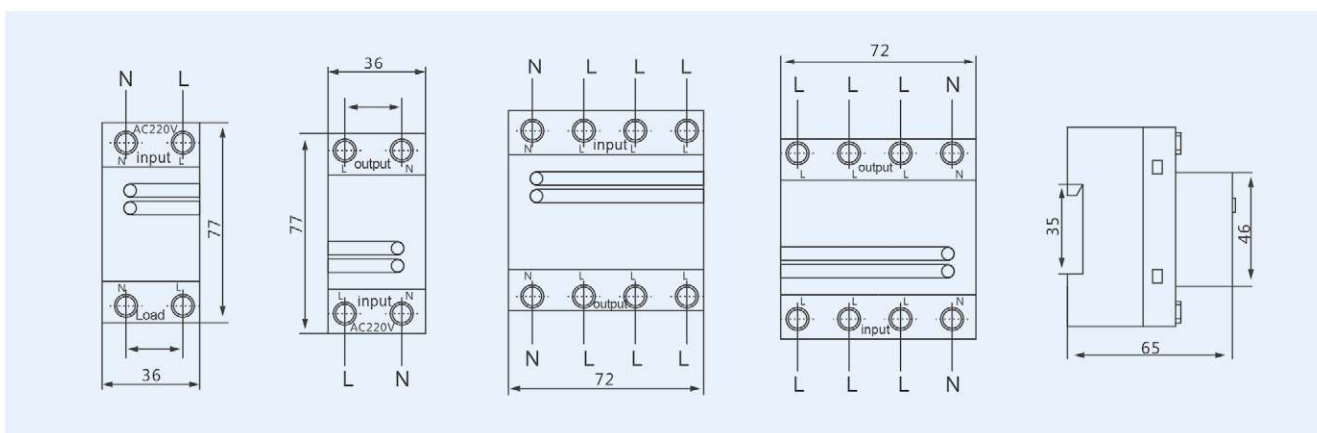 N L
AC220V
N input L
77
N L
Load
36
36
L output N
77
L input N
AC220V
L N
N L L L
N L input L L
N L L L
output
N L L L
72
72
L L L N
L L output L N
L L L N
input
L L L N
35
46
65